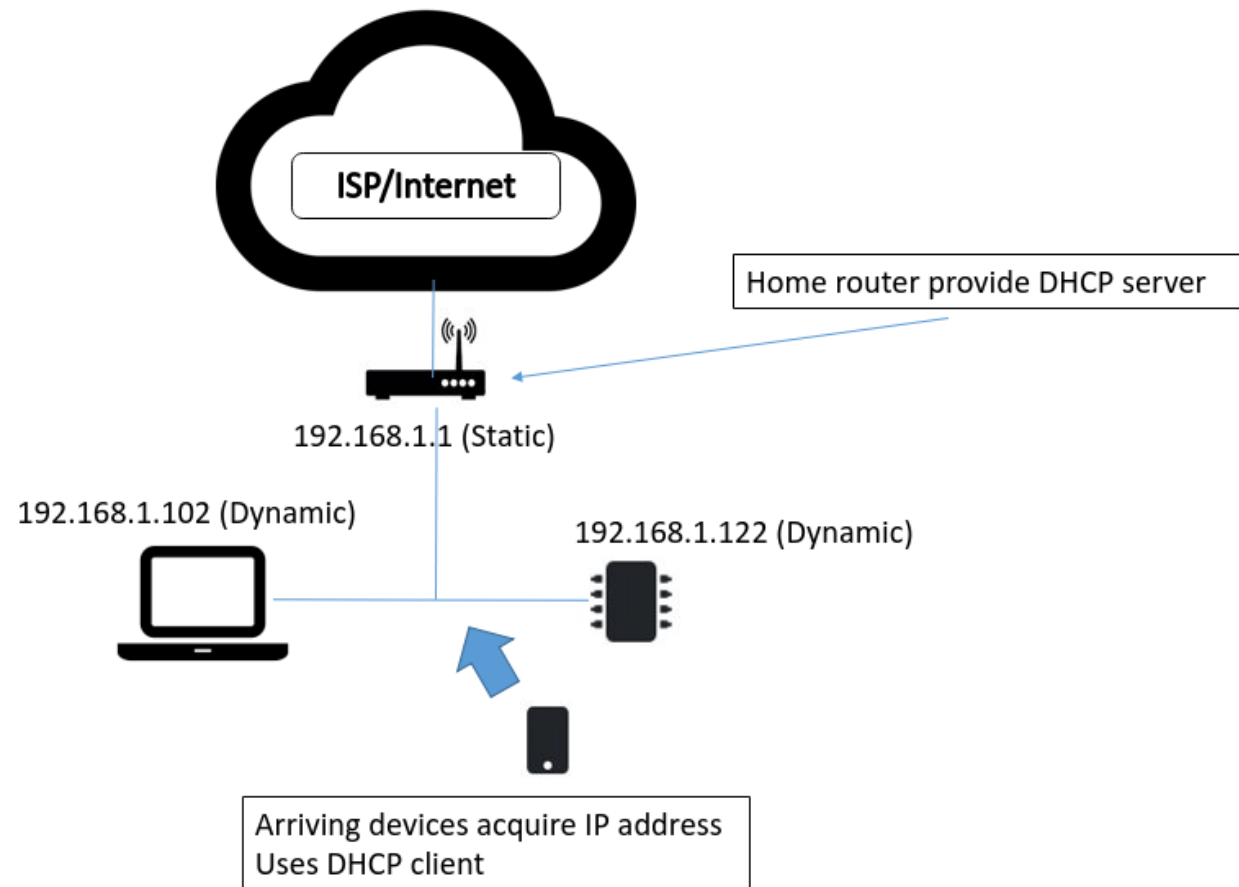 ISP/Internet
Home router provide DHCP server
192.168.1.1 (Static)
192.168.1.102 (Dynamic)
192.168.1.122 (Dynamic)
Arriving devices acquire IP address
Uses DHCP client